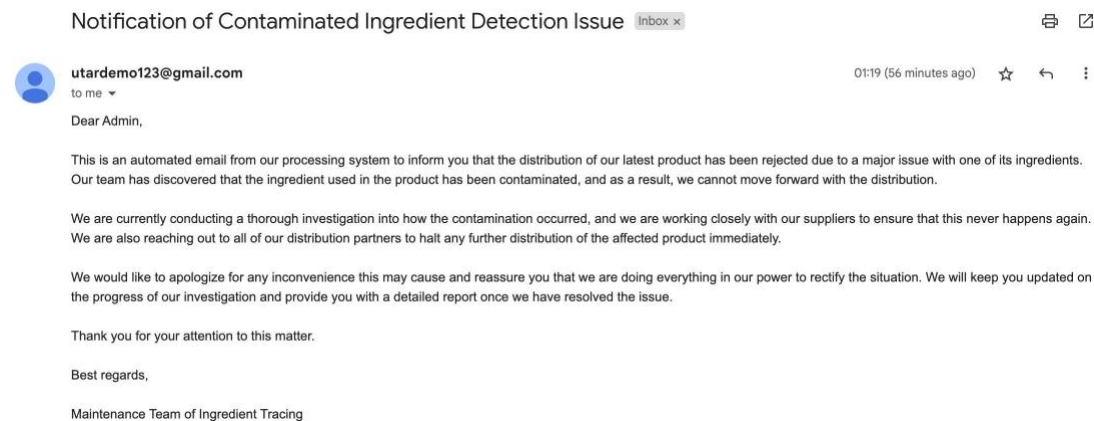 Notification of Contaminated Ingredient Detection Issue Inbox x
utardemo123@gmail.com 01:19 (56 minutes ago)
to me
Dear Admin,
This is an automated email from our processing system to inform you that the distribution of our latest product has been rejected due to a major issue with one of its ingredients.
Our team has discovered that the ingredient used in the product has been contaminated, and as a result, we cannot move forward with the distribution.
We are currently conducting a thorough investigation into how the contamination occurred, and we are working closely with our suppliers to ensure that this never happens again.
We are also reaching out to all of our distribution partners to halt any further distribution of the affected product immediately.
We would like to apologize for any inconvenience this may cause and reassure you that we are doing everything in our power to rectify the situation. We will keep you updated on
the progress of our investigation and provide you with a detailed report once we have resolved the issue.
Thank you for your attention to this matter.
Best regards,
Maintenance Team of Ingredient Tracing